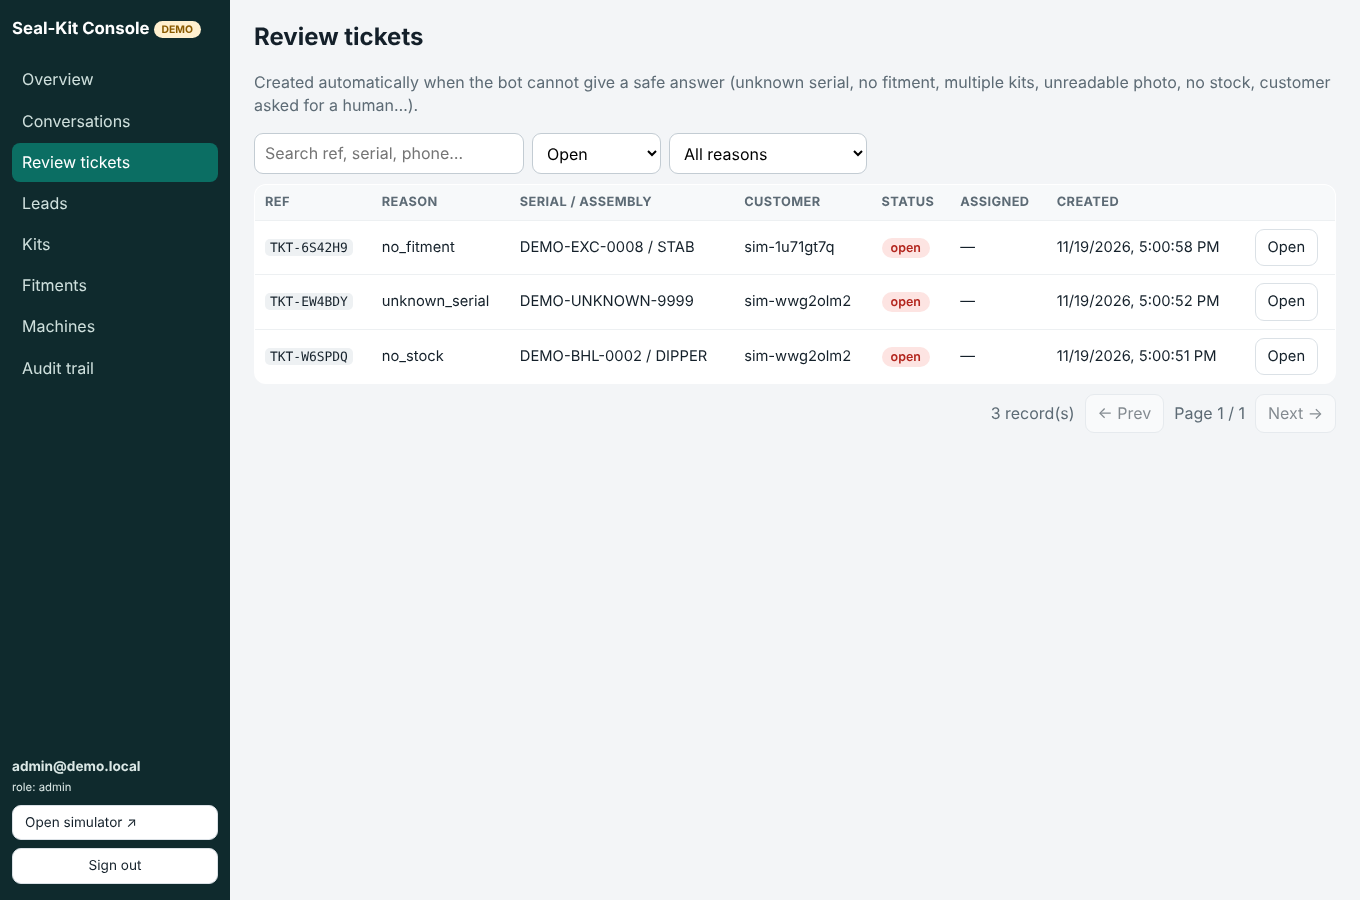 Seal-Kit Console DEMO
Overview
Conversations
Review tickets
Leads
Kits
Fitments
Machines
Audit trail
admin@demo.local
role: admin
Open simulator ↗
Sign out
Review tickets
Created automatically when the bot cannot give a safe answer (unknown serial, no fitment, multiple kits, unreadable photo, no stock, customer
asked for a human…).
Search ref, serial, phone… Open All reasons
REF REASON SERIAL / ASSEMBLY CUSTOMER STATUS ASSIGNED CREATED
TKT-6S42H9 no_fitment DEMO-EXC-0008 / STAB sim-1u71gt7q open — 11/19/2026, 5:00:58 PM Open
TKT-EW4BDY unknown_serial DEMO-UNKNOWN-9999 sim-wwg2olm2 open — 11/19/2026, 5:00:52 PM Open
TKT-W6SPDQ no_stock DEMO-BHL-0002 / DIPPER sim-wwg2olm2 open — 11/19/2026, 5:00:51 PM Open
3 record(s) ← Prev Page 1 / 1 Next →